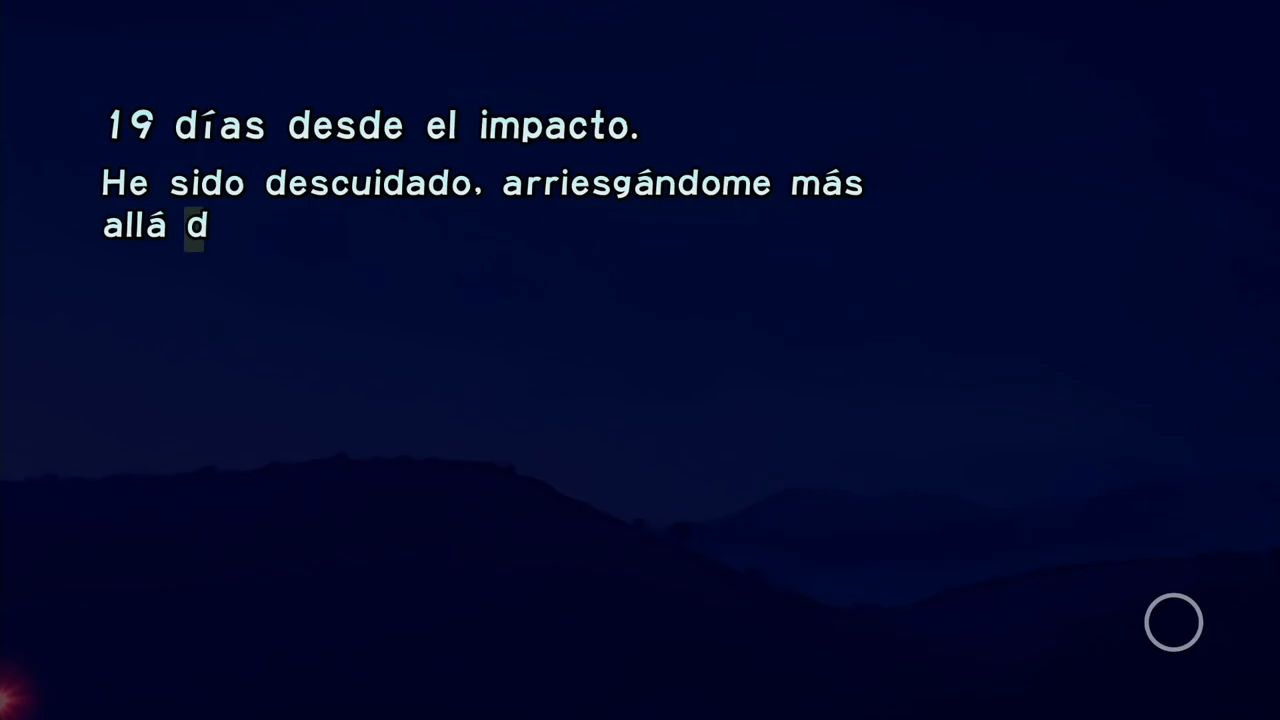 19 días desde el impacto.
He sido descuidado, arriesgándome más
allá d